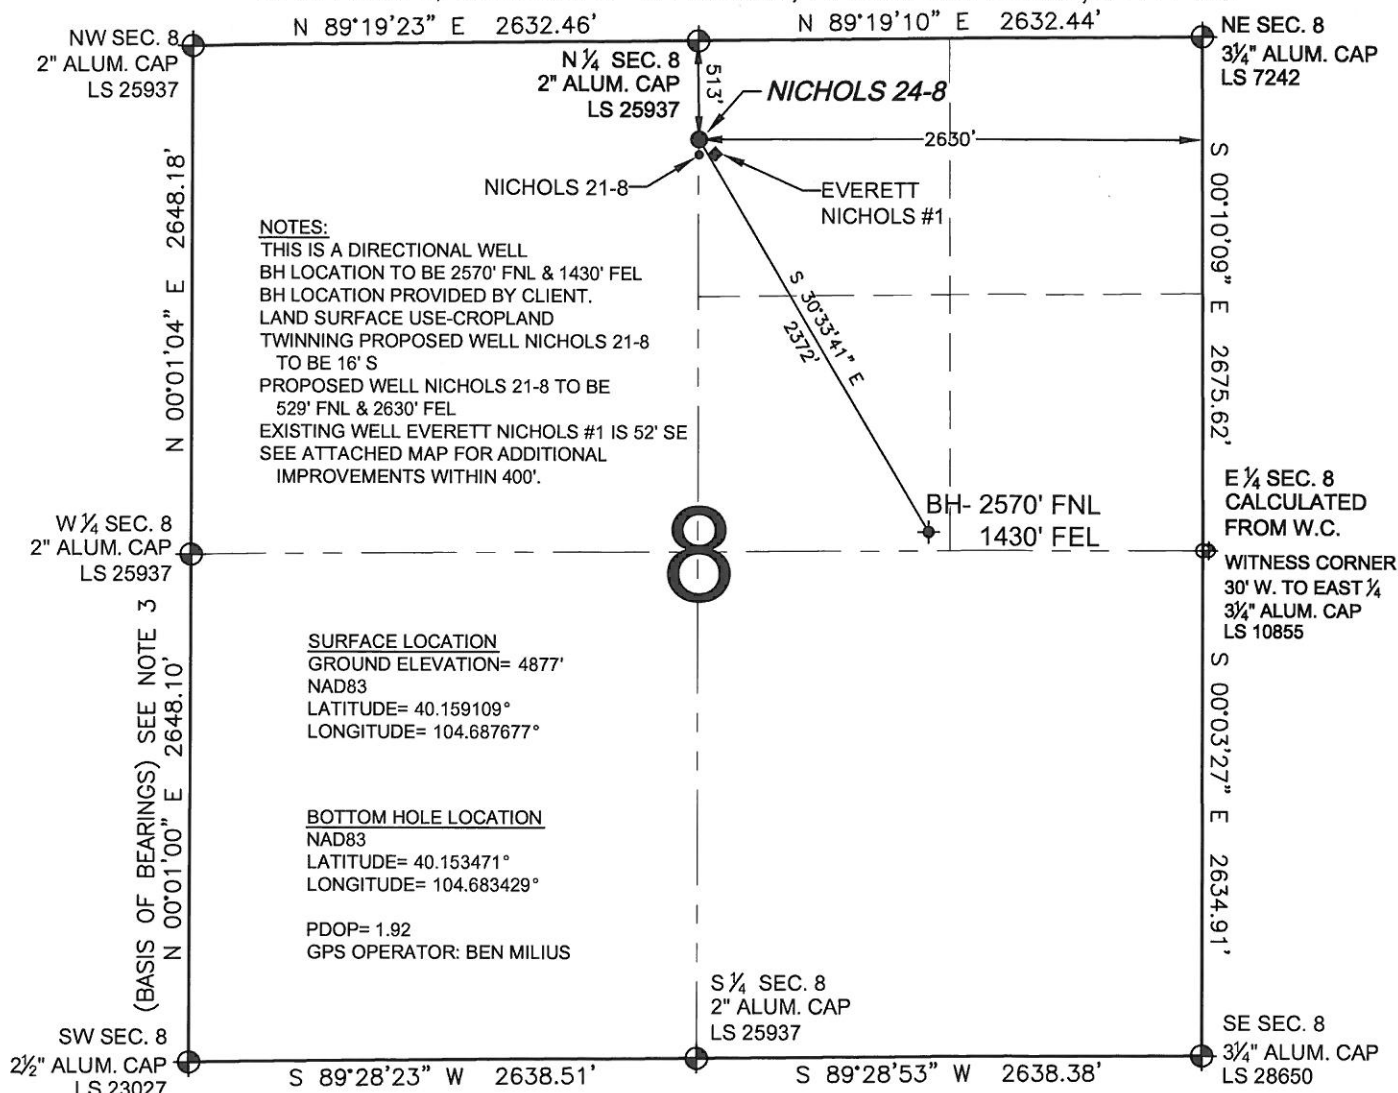 N 89°19'23" E 2632.46'
N 89°19'10" E 2632.44'
NW SEC. 8
2" ALUM. CAP
LS 25937
N ¼ SEC. 8
2" ALUM. CAP
LS 25937
NE SEC. 8
3¼" ALUM. CAP
LS 7242
513'
NICHOLS 24-8
2630'
NICHOLS 21-8
EVERETT
NICHOLS #1
N 00°01'04" E 2648.18'
S 00°10'09" E 2675.62'
NOTES:
THIS IS A DIRECTIONAL WELL
BH LOCATION TO BE 2570' FNL & 1430' FEL
BH LOCATION PROVIDED BY CLIENT.
LAND SURFACE USE-CROPLAND
TWINNING PROPOSED WELL NICHOLS 21-8
TO BE 16' S
PROPOSED WELL NICHOLS 21-8 TO BE
529' FNL & 2630' FEL
EXISTING WELL EVERETT NICHOLS #1 IS 52' SE
SEE ATTACHED MAP FOR ADDITIONAL
IMPROVEMENTS WITHIN 400'.
S 30°33'41" E
2372'
BH- 2570' FNL
1430' FEL
E ¼ SEC. 8
CALCULATED
FROM W.C.
WITNESS CORNER
30' W. TO EAST ¼
3¼" ALUM. CAP
LS 10855
W ¼ SEC. 8
2" ALUM. CAP
LS 25937
8
(BASIS OF BEARINGS) SEE NOTE 3
N 00°01'00" E 2648.10'
SURFACE LOCATION
GROUND ELEVATION= 4877'
NAD83
LATITUDE= 40.159109°
LONGITUDE= 104.687677°
BOTTOM HOLE LOCATION
NAD83
LATITUDE= 40.153471°
LONGITUDE= 104.683429°
PDOP= 1.92
GPS OPERATOR: BEN MILIUS
S 00°03'27" E 2634.91'
S ¼ SEC. 8
2" ALUM. CAP
LS 25937
SW SEC. 8
2½" ALUM. CAP
LS 23027
SE SEC. 8
3¼" ALUM. CAP
LS 28650
S 89°28'23" W 2638.51'
S 89°28'53" W 2638.38'